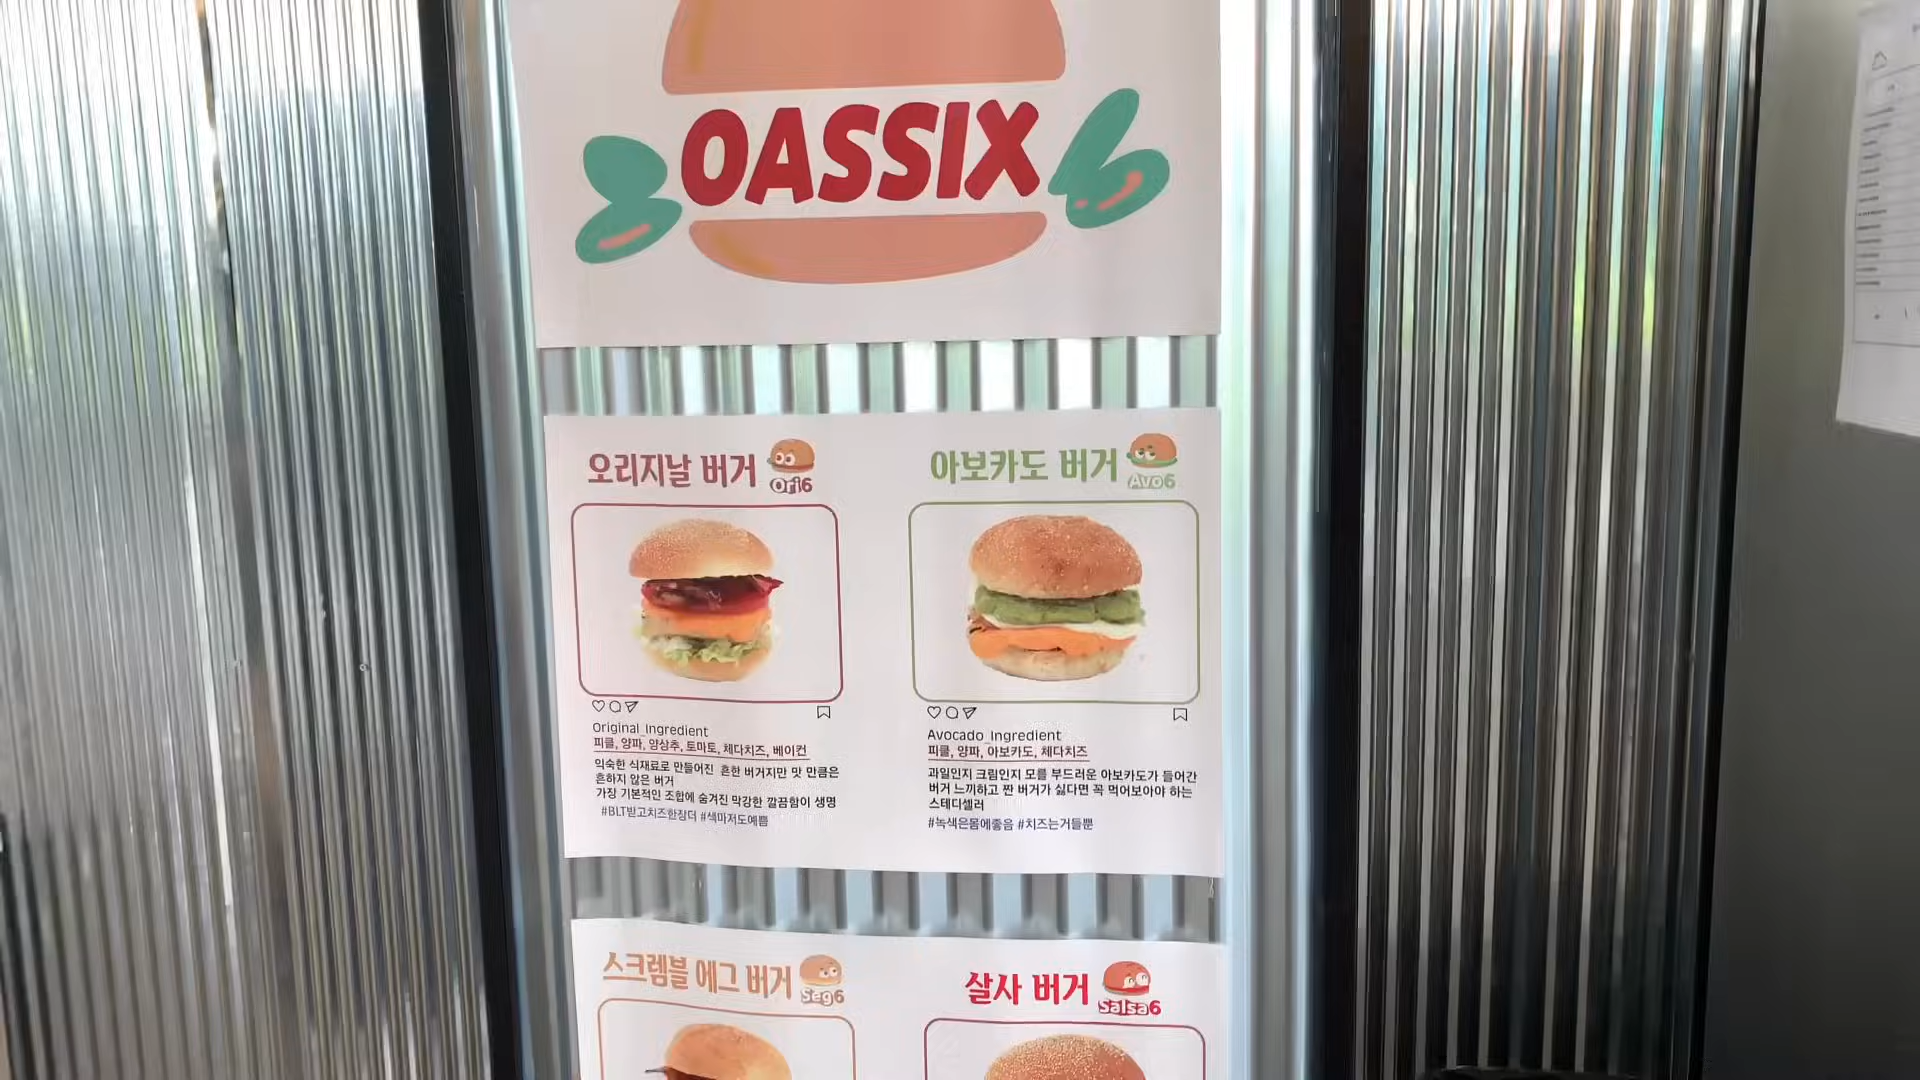 OASSIX
오리지날 버거
Ori6
Original_Ingredient
피클, 양파, 양상추, 토마토, 체다치즈, 베이컨
익숙한 식재료로 만들어진 흔한 버거지만 맛 만큼은
흔하지 않은 버거
가장 기본적인 조합에 숨겨진 막강한 깔끔함이 생명
#BLT받고치즈한장더 #색마저도예쁨
아보카도 버거
Avo6
Avocado_Ingredient
피클, 양파, 아보카도, 체다치즈
과일인지 크림인지 모를 부드러운 아보카도가 들어간
버거 느끼하고 짠 버거가 싫다면 꼭 먹어보아야 하는
스테디셀러
#녹색은몸에좋음 #치즈는거들뿐
스크렘블 에그 버거
Seg6
살사 버거
Salsa6